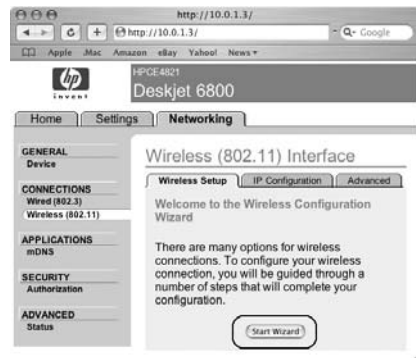 http://10.0.1.3/
http://10.0.1.3/
Q- Google
Apple .Mac Amazon eBay Yahoo! News
hp
invent
HPCE4821
Deskjet 6800
Home Settings Networking
GENERAL
Device
CONNECTIONS
Wired (802.3)
Wireless (802.11)
APPLICATIONS
mDNS
SECURITY
Authorization
ADVANCED
Status
Wireless (802.11) Interface
Wireless Setup IP Configuration Advanced
Welcome to the Wireless Configuration
Wizard
There are many options for wireless
connections. To configure your wireless
connection, you will be guided through a
number of steps that will complete your
configuration.
Start Wizard